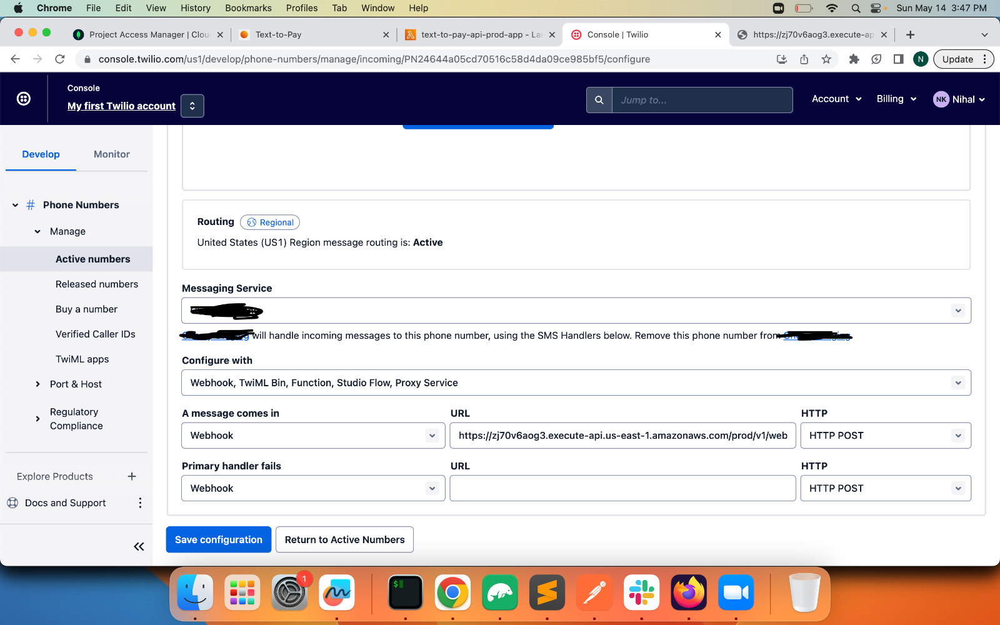 Chrome File Edit View History Bookmarks Profiles Tab Window Help Sun May 14 3:47 PM
Project Access Manager | Clou Text-to-Pay text-to-pay-api-prod-app - La Console | Twilio https://zj70v6aog3.execute-ap
console.twilio.com/us1/develop/phone-numbers/manage/incoming/PN24644a05cd70516c58d4da09ce985bf5/configure N Update
Console
My first Twilio account
Jump to...
Account Billing NK Nihal
Develop Monitor
# Phone Numbers
Manage
Active numbers
Released numbers
Buy a number
Verified Caller IDs
TwiML apps
Port & Host
Regulatory
Compliance
Explore Products +
Docs and Support
Routing Regional
United States (US1) Region message routing is: Active
Messaging Service
will handle incoming messages to this phone number, using the SMS Handlers below. Remove this phone number from
Configure with
Webhook, TwiML Bin, Function, Studio Flow, Proxy Service
A message comes in URL HTTP
Webhook https://zj70v6aog3.execute-api.us-east-1.amazonaws.com/prod/v1/web HTTP POST
Primary handler fails URL HTTP
Webhook HTTP POST
Save configuration Return to Active Numbers
1
$